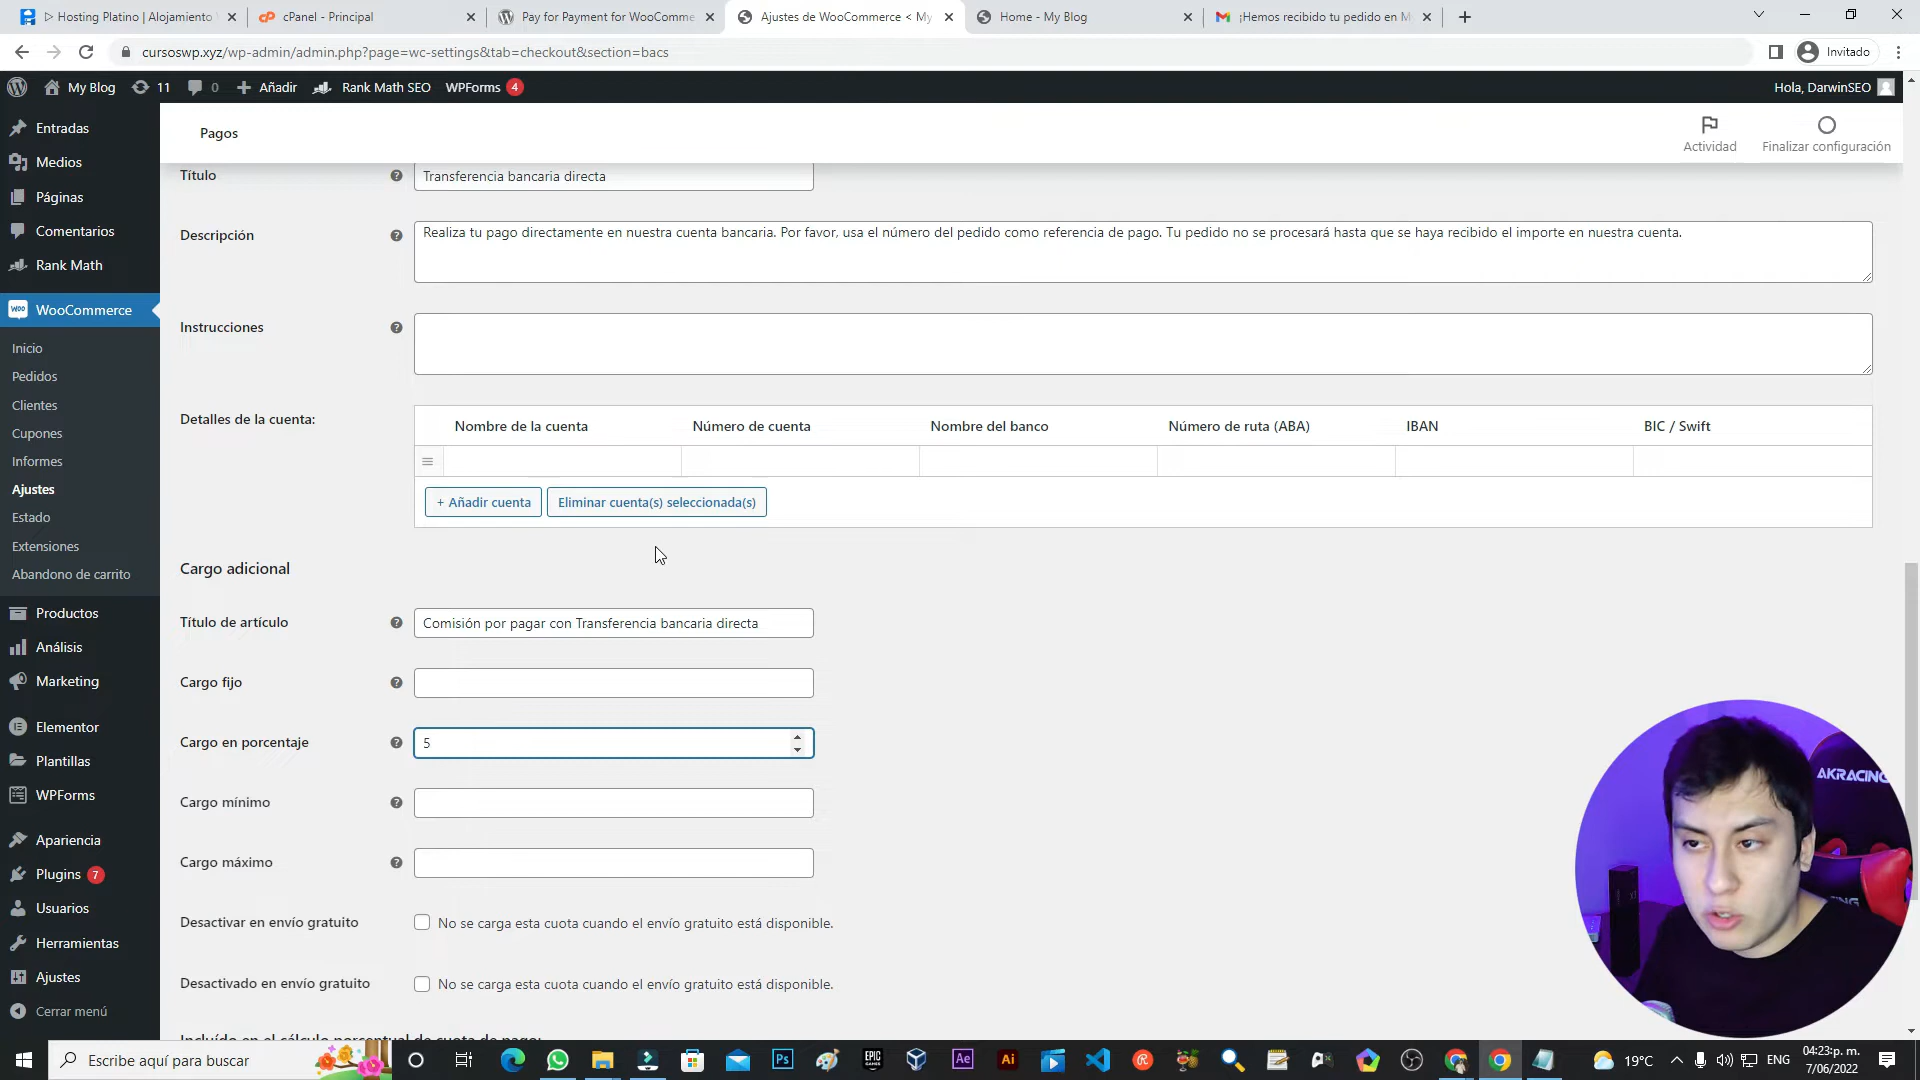 Hosting Platino | Alojamiento
cPanel - Principal
Pay for Payment for WooComme
Ajustes de WooCommerce < My
Home - My Blog
¡Hemos recibido tu pedido en M
cursoswp.xyz/wp-admin/admin.php?page=wc-settings&tab=checkout&section=bacs
Invitado
My Blog
11
0
Añadir
Rank Math SEO
WPForms 4
Hola, DarwinSEO
Entradas
Medios
Páginas
Comentarios
Rank Math
WooCommerce
Inicio
Pedidos
Clientes
Cupones
Informes
Ajustes
Estado
Extensiones
Abandono de carrito
Productos
Análisis
Marketing
Elementor
Plantillas
WPForms
Apariencia
Plugins 7
Usuarios
Herramientas
Ajustes
Cerrar menú
Pagos
Actividad
Finalizar configuración
Título
Transferencia bancaria directa
Descripción
Realiza tu pago directamente en nuestra cuenta bancaria. Por favor, usa el número del pedido como referencia de pago. Tu pedido no se procesará hasta que se haya recibido el importe en nuestra cuenta.
Instrucciones
Detalles de la cuenta:
Nombre de la cuenta
Número de cuenta
Nombre del banco
Número de ruta (ABA)
IBAN
BIC / Swift
+ Añadir cuenta
Eliminar cuenta(s) seleccionada(s)
Cargo adicional
Título de artículo
Comisión por pagar con Transferencia bancaria directa
Cargo fijo
Cargo en porcentaje
5
Cargo mínimo
Cargo máximo
Desactivar en envío gratuito
No se carga esta cuota cuando el envío gratuito está disponible.
Desactivado en envío gratuito
No se carga esta cuota cuando el envío gratuito está disponible.
Incluido en el cálculo porcentual de cuota de pago:
AKRACING
Escribe aquí para buscar
19°C
ENG
04:23 p. m.
7/06/2022